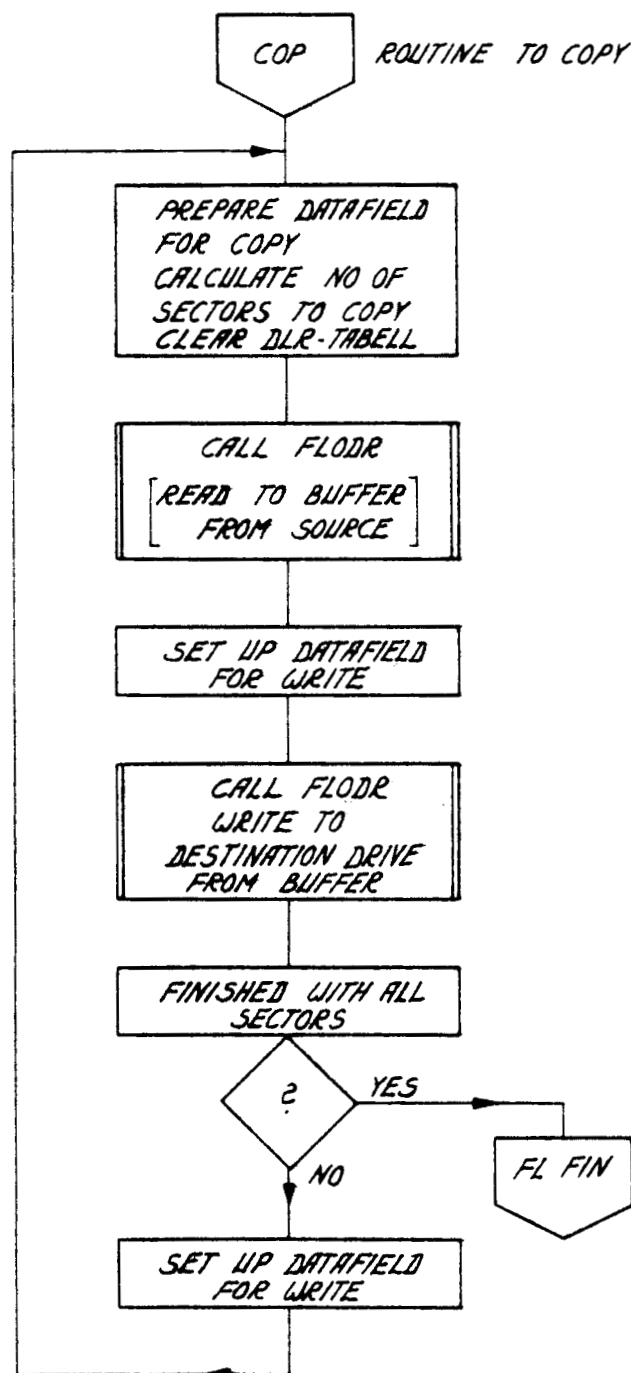 COP
ROUTINE TO COPY
PREPARE DATAFIELD
FOR COPY
CALCULATE NO OF
SECTORS TO COPY
CLEAR DLR-TABELL
CALL FLODR
[READ TO BUFFER
FROM SOURCE]
SET UP DATAFIELD
FOR WRITE
CALL FLODR
WRITE TO
DESTINATION DRIVE
FROM BUFFER
FINISHED WITH ALL
SECTORS
?
YES
FL FIN
NO
SET UP DATAFIELD
FOR WRITE